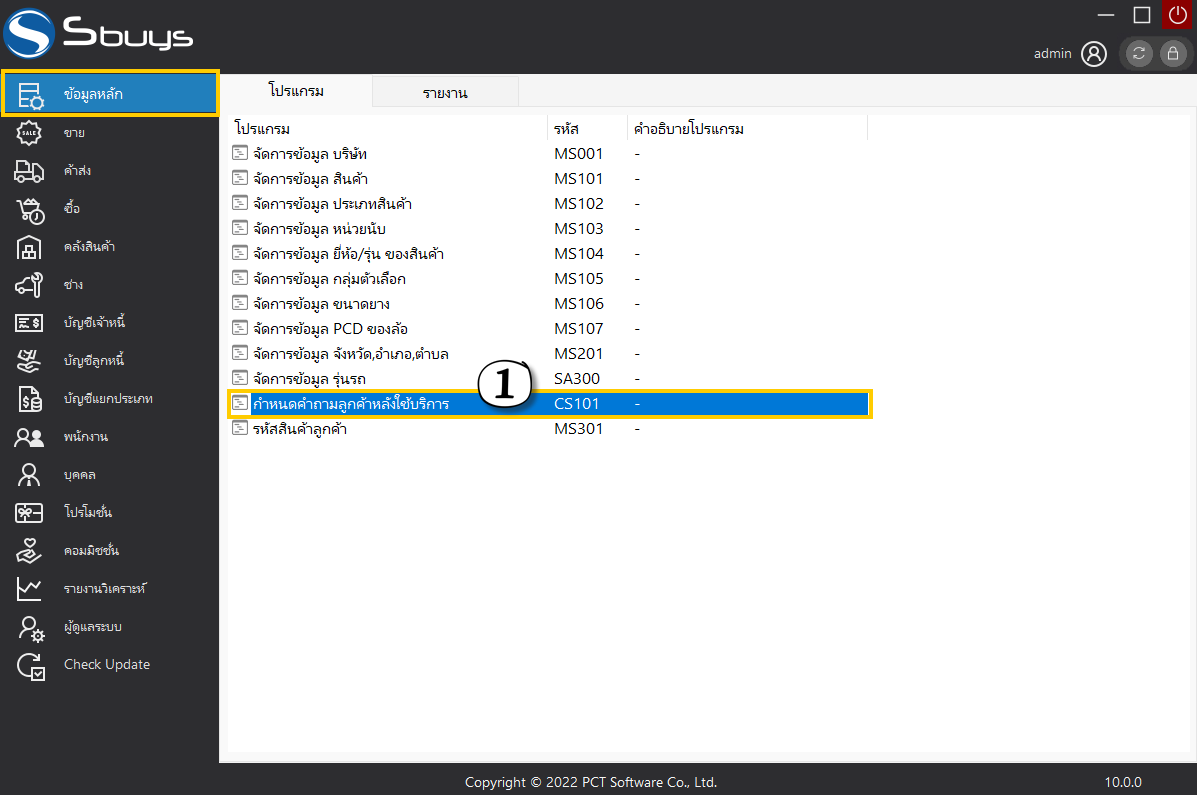 Sbuys
admin
ข้อมูลหลัก
SALE ขาย
ค้าส่ง
ซื้อ
คลังสินค้า
ช่าง
บัญชีเจ้าหนี้
บัญชีลูกหนี้
บัญชีแยกประเภท
พนักงาน
บุคคล
โปรโมชั่น
คอมมิชชั่น
รายงานวิเคราะห์
ผู้ดูแลระบบ
Check Update
โปรแกรม รายงาน
โปรแกรม รหัส คำอธิบายโปรแกรม
จัดการข้อมูล บริษัท MS001 -
จัดการข้อมูล สินค้า MS101 -
จัดการข้อมูล ประเภทสินค้า MS102 -
จัดการข้อมูล หน่วยนับ MS103 -
จัดการข้อมูล ยี่ห้อ/รุ่น ของสินค้า MS104 -
จัดการข้อมูล กลุ่มตัวเลือก MS105 -
จัดการข้อมูล ขนาดยาง MS106 -
จัดการข้อมูล PCD ของล้อ MS107 -
จัดการข้อมูล จังหวัด,อำเภอ,ตำบล MS201 -
จัดการข้อมูล รุ่นรถ SA300 -
1
กำหนดคำถามลูกค้าหลังใช้บริการ CS101 -
รหัสสินค้าลูกค้า MS301 -
Copyright © 2022 PCT Software Co., Ltd. 10.0.0